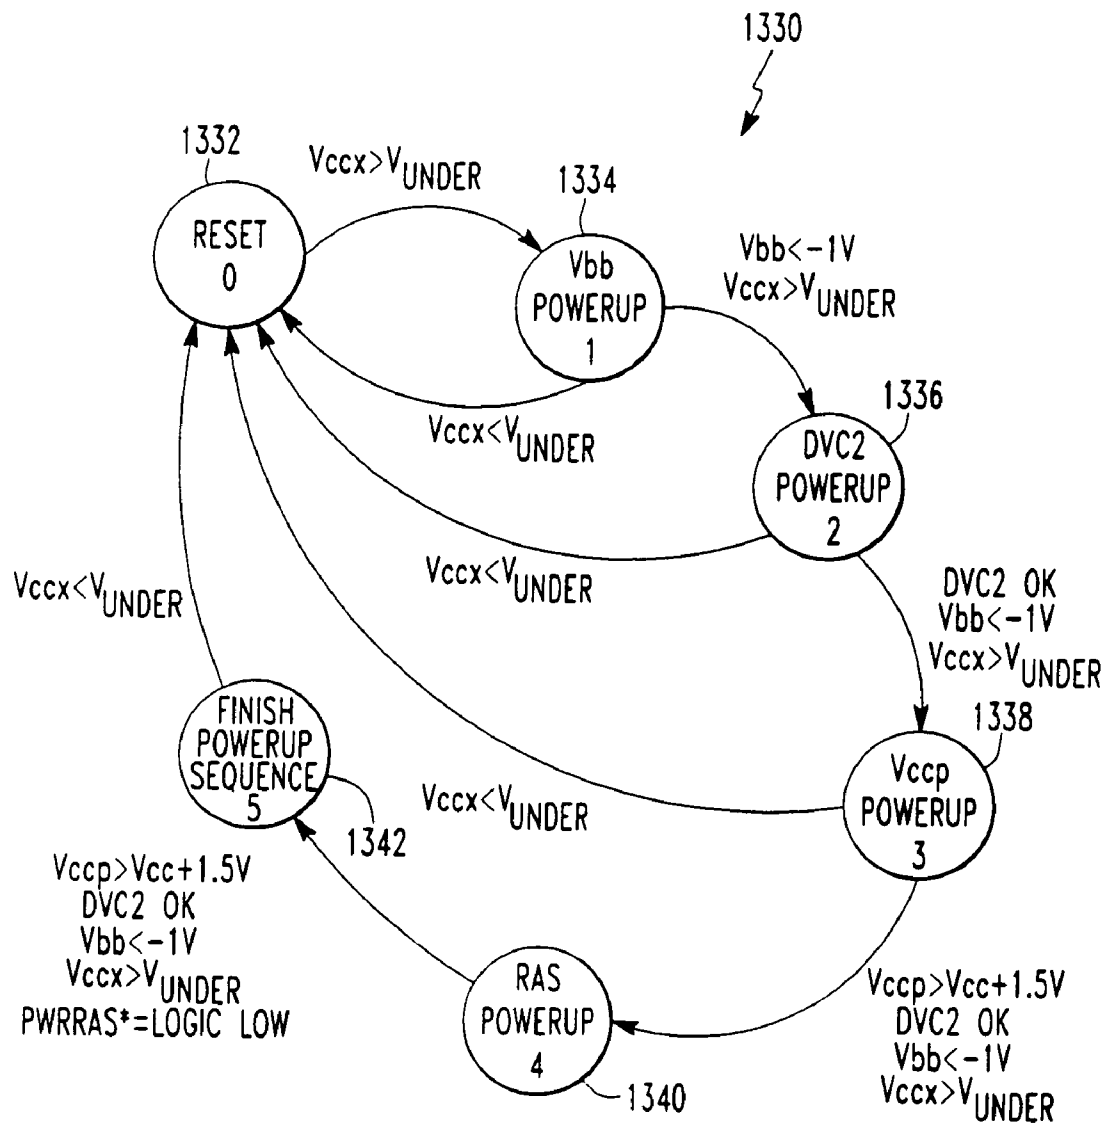 1330
1332
Vccx>VUNDER
1334
RESET
0
Vbb
POWERUP
1
Vbb<-1V
Vccx>VUNDER
1336
Vccx<VUNDER
DVC2
POWERUP
2
Vccx<VUNDER
Vccx<VUNDER
DVC2 OK
Vbb<-1V
Vccx>VUNDER
1338
FINISH
POWERUP
SEQUENCE
5
Vccx<VUNDER
Vccp
POWERUP
3
1342
Vccp>Vcc+1.5V
DVC2 OK
Vbb<-1V
Vccx>VUNDER
PWRRAS*=LOGIC LOW
RAS
POWERUP
4
1340
Vccp>Vcc+1.5V
DVC2 OK
Vbb<-1V
Vccx>VUNDER